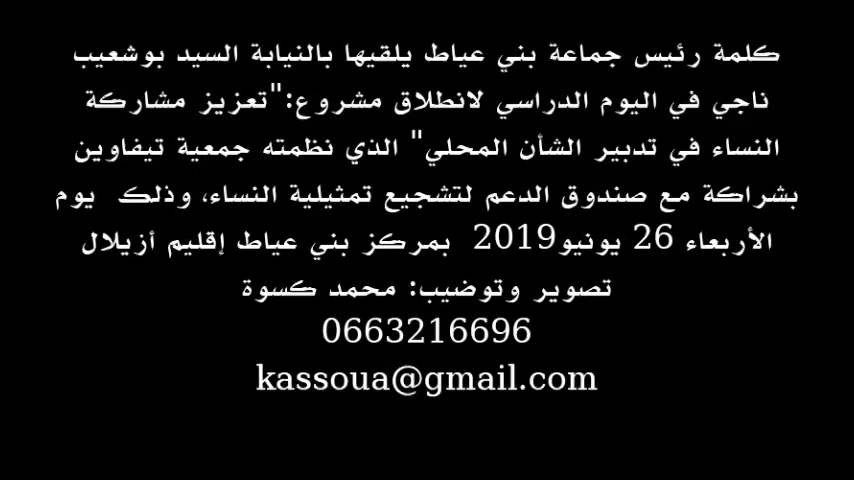 كلمة رئيس جماعة بني عياط يلقيها بالنيابة السيد بوشعيب
ناجي في اليوم الدراسي لانطلاق مشروع:"تعزيز مشاركة
النساء في تدبير الشأن المحلي" الذي نظمته جمعية تيفاوين
بشراكة مع صندوق الدعم لتشجيع تمثيلية النساء، وذلك  يوم
الأربعاء 26 يونيو2019  بمركز بني عياط إقليم أزيلال
تصوير وتوضيب: محمد كسوة
0663216696
kassoua@gmail.com